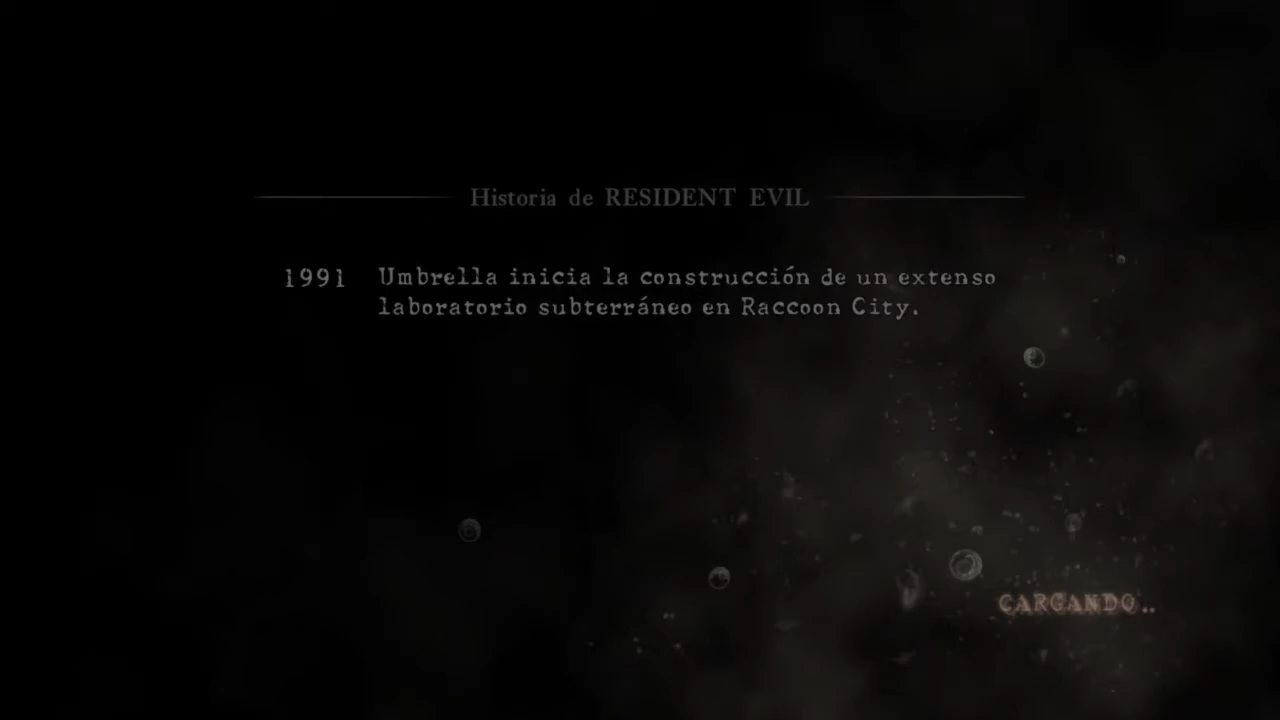 Historia de RESIDENT EVIL
1991 Umbrella inicia la construcción de un extenso
laboratorio subterráneo en Raccoon City.
CARGANDO..